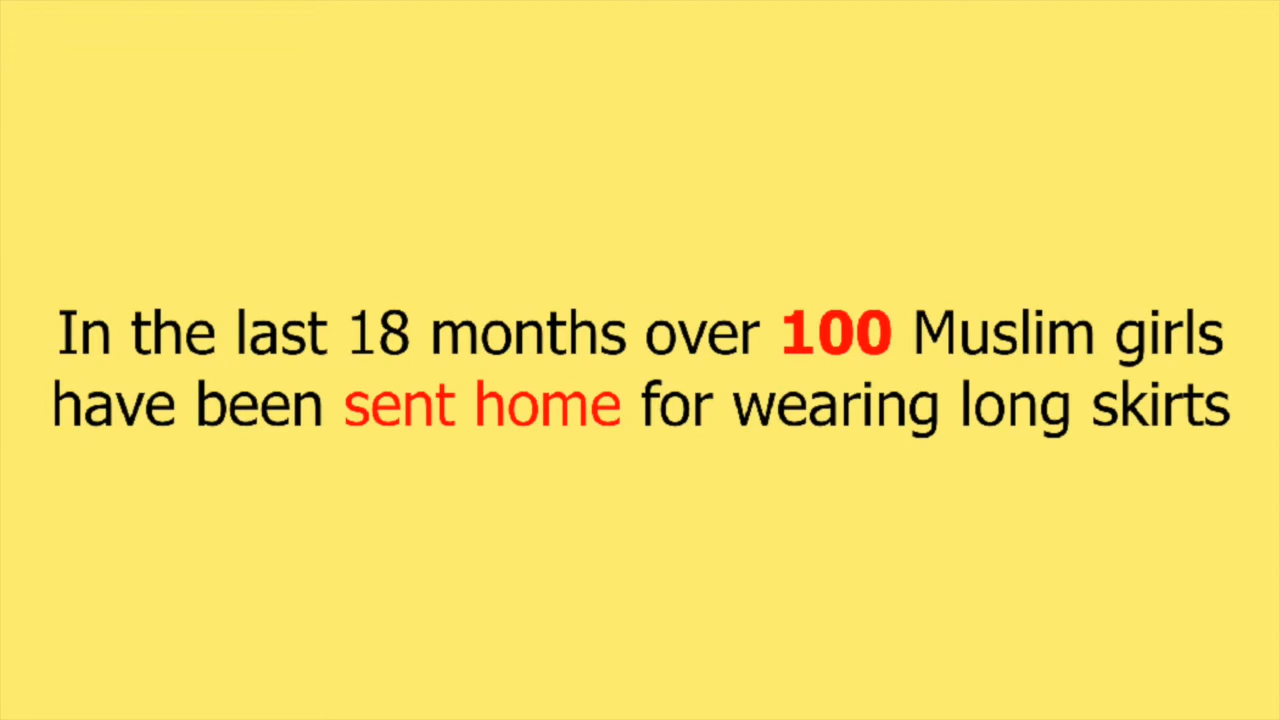 In the last 18 months over 100 Muslim girls
have been sent home for wearing long skirts